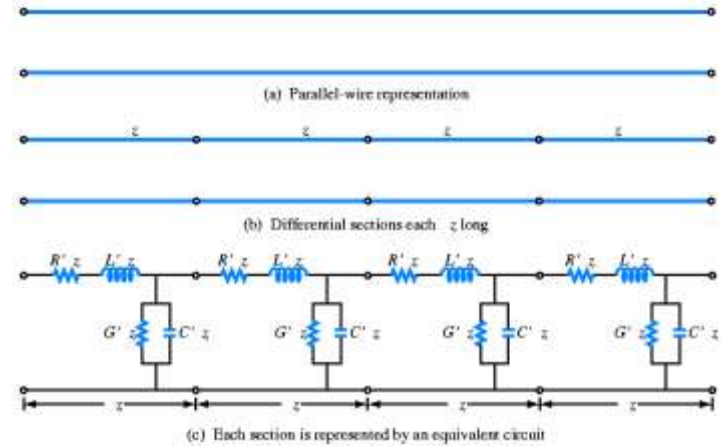 (a) Parallel-wire representation
z z z z
(b) Differential sections each z long
R' z L' z R' z L' z R' z L' z R' z L' z
G' z C' z G' z C' z G' z C' z G' z C' z
z z z z
(c) Each section is represented by an equivalent circuit